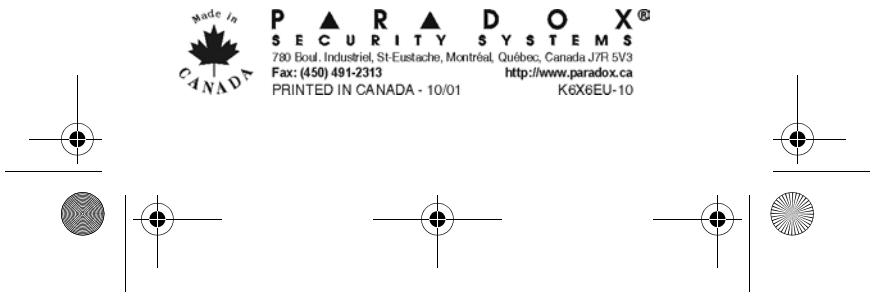 Made in
CANADA
PARADOX®
SECURITY SYSTEMS
780 Boul. Industriel, St-Eustache, Montréal, Québec, Canada J7R 5V3
Fax: (450) 491-2313 http://www.paradox.ca
PRINTED IN CANADA - 10/01 K6X6EU-10